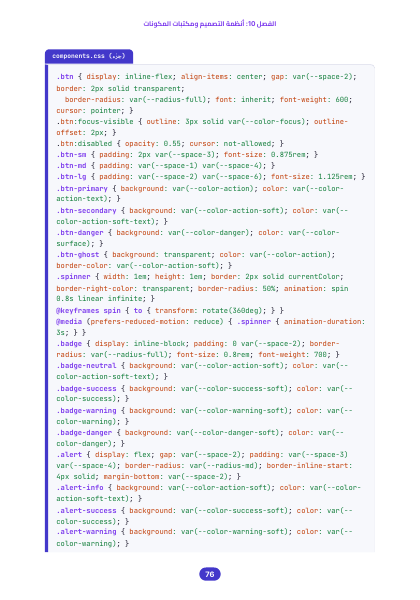 الفصل 10: أنظمة التصميم ومكتبات المكونات
components.css (جزء)
.btn { display: inline-flex; align-items: center; gap: var(--space-2);
border: 2px solid transparent;
border-radius: var(--radius-full); font: inherit; font-weight: 600;
cursor: pointer; }
.btn:focus-visible { outline: 3px solid var(--color-focus); outline-
offset: 2px; }
.btn:disabled { opacity: 0.55; cursor: not-allowed; }
.btn-sm { padding: 2px var(--space-3); font-size: 0.875rem; }
.btn-md { padding: var(--space-1) var(--space-4); }
.btn-lg { padding: var(--space-2) var(--space-6); font-size: 1.125rem; }
.btn-primary { background: var(--color-action); color: var(--color-
action-text); }
.btn-secondary { background: var(--color-action-soft); color: var(--
color-action-soft-text); }
.btn-danger { background: var(--color-danger); color: var(--color-
surface); }
.btn-ghost { background: transparent; color: var(--color-action);
border-color: var(--color-action-soft); }
.spinner { width: 1em; height: 1em; border: 2px solid currentColor;
border-right-color: transparent; border-radius: 50%; animation: spin
0.8s linear infinite; }
@keyframes spin { to { transform: rotate(360deg); } }
@media (prefers-reduced-motion: reduce) { .spinner { animation-duration:
3s; } }
.badge { display: inline-block; padding: 0 var(--space-2); border-
radius: var(--radius-full); font-size: 0.8rem; font-weight: 700; }
.badge-neutral { background: var(--color-action-soft); color: var(--
color-action-soft-text); }
.badge-success { background: var(--color-success-soft); color: var(--
color-success); }
.badge-warning { background: var(--color-warning-soft); color: var(--
color-warning); }
.badge-danger { background: var(--color-danger-soft); color: var(--
color-danger); }
.alert { display: flex; gap: var(--space-2); padding: var(--space-3)
var(--space-4); border-radius: var(--radius-md); border-inline-start:
4px solid; margin-bottom: var(--space-2); }
.alert-info { background: var(--color-action-soft); color: var(--color-
action-soft-text); }
.alert-success { background: var(--color-success-soft); color: var(--
color-success); }
.alert-warning { background: var(--color-warning-soft); color: var(--
color-warning); }
76